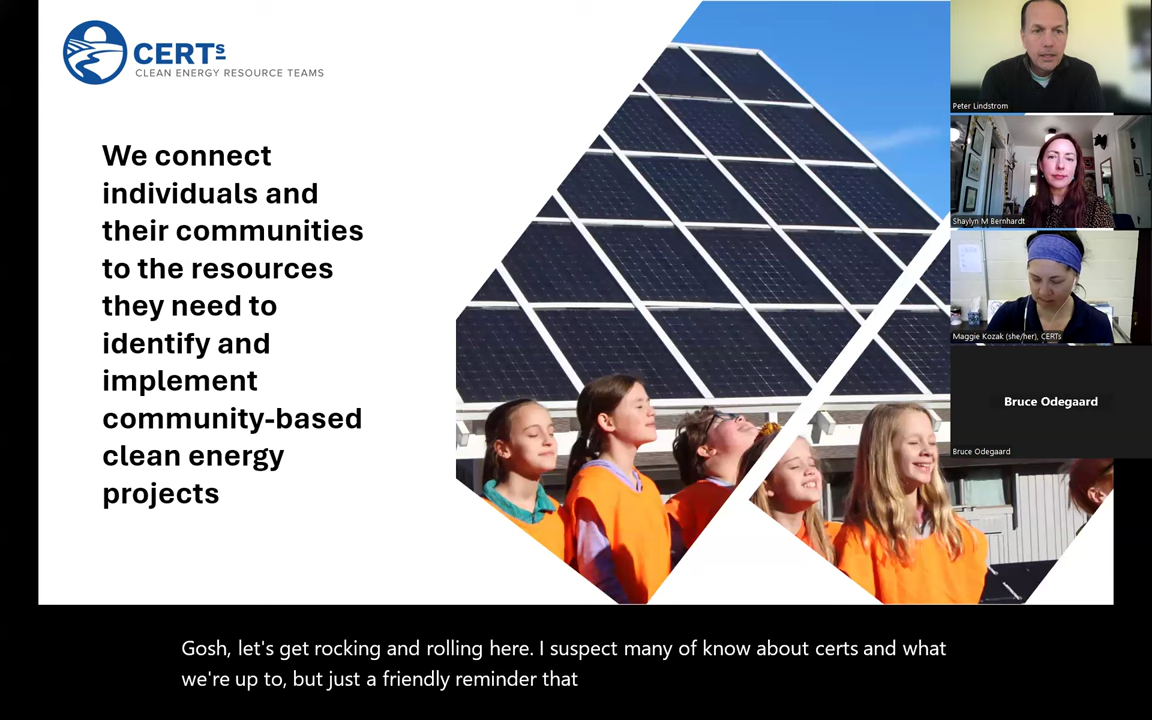 CERTs
CLEAN ENERGY RESOURCE TEAMS
We connect
individuals and
their communities
to the resources
they need to
identify and
implement
community-based
clean energy
projects
Peter Lindstrom
Shaylyn M Bernhardt
Maggie Kozak (she/her), CERTs
Bruce Odegaard
Bruce Odegaard
Gosh, let's get rocking and rolling here. I suspect many of know about certs and what
we're up to, but just a friendly reminder that